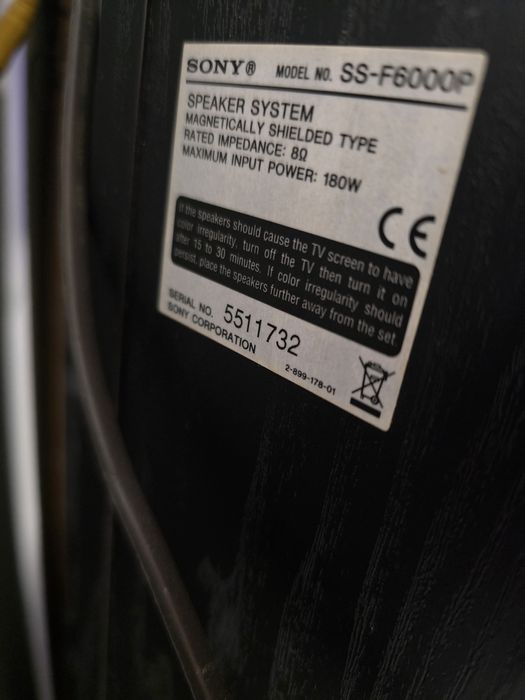 SONY® MODEL NO. SS-F6000P
SPEAKER SYSTEM
MAGNETICALLY SHIELDED TYPE
RATED IMPEDANCE: 8Ω
MAXIMUM INPUT POWER: 180W
CE
If the speakers should cause the TV screen to have
color irregularity, turn off the TV then turn it on
after 15 to 30 minutes. If color irregularity should
persist, place the speakers further away from the set.
SERIAL NO. 5511732
SONY CORPORATION
2-899-178-01